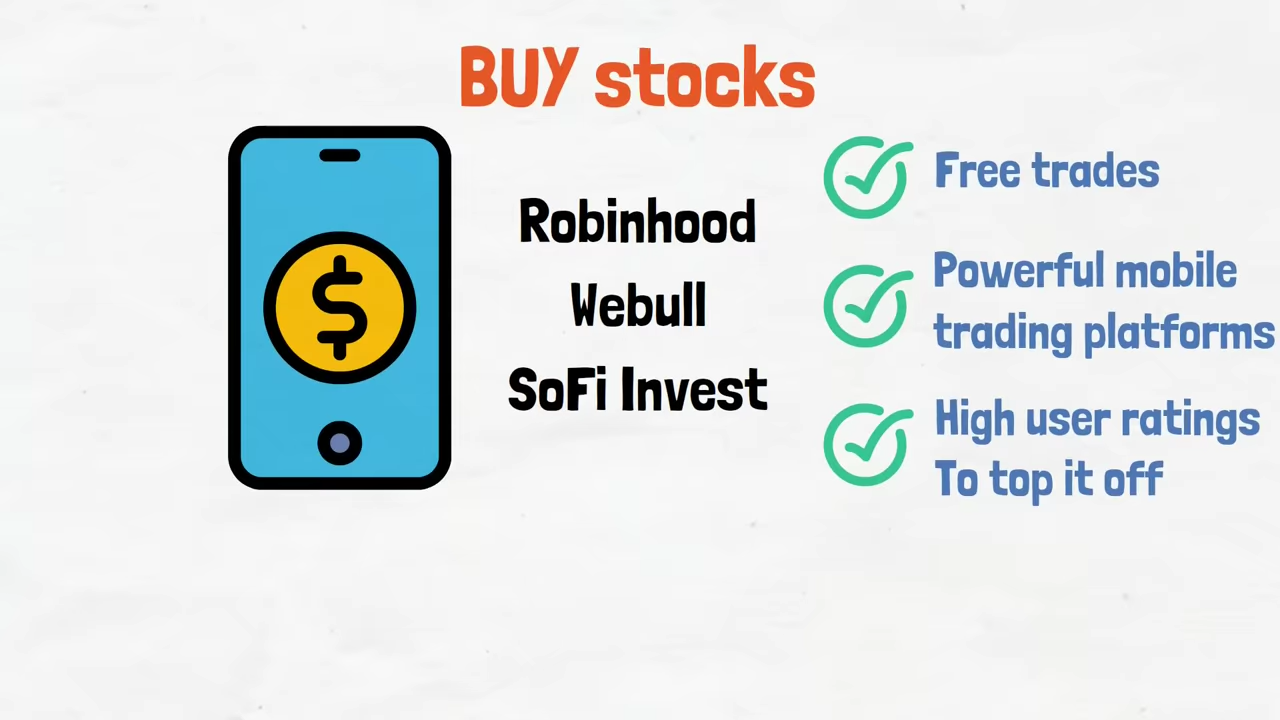 BUY stocks
Robinhood
Webull
SoFi Invest
Free trades
Powerful mobile
trading platforms
High user ratings
To top it off